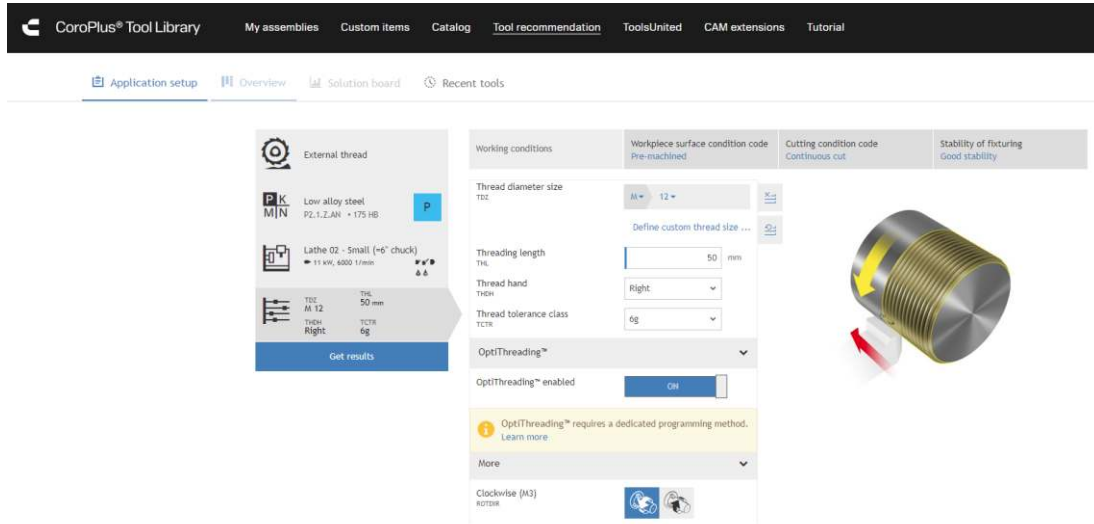 CoroPlus® Tool Library My assemblies Custom items Catalog Tool recommendation ToolsUnited CAM extensions Tutorial
Application setup Overview Solution board Recent tools
External thread
P K
M N
Low alloy steel
P2.1.Z.AN • 175 HB
P
Lathe 02 - Small (≈6" chuck)
11 kW, 6000 1/min
TDZ THL
M 12 50 mm
THDH TCTR
Right 6g
Get results
Working conditions
Workpiece surface condition code
Pre-machined
Cutting condition code
Continuous cut
Stability of fixturing
Good stability
Thread diameter size
TDZ
M 12
Define custom thread size ...
Threading length
THL
50 mm
Thread hand
THDH
Right
Thread tolerance class
TCTR
6g
OptiThreading™
OptiThreading™ enabled
ON
OptiThreading™ requires a dedicated programming method.
Learn more
More
Clockwise (M3)
ROTDIR